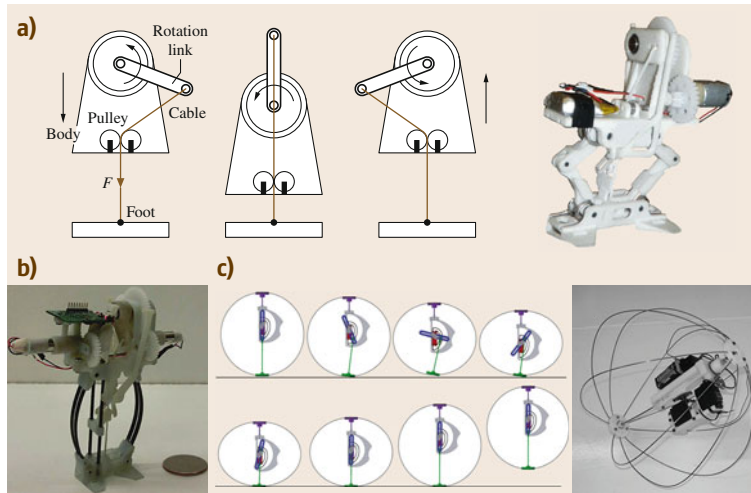 a)
Rotation
link
Pulley
Cable
Body
F
Foot
b)
c)